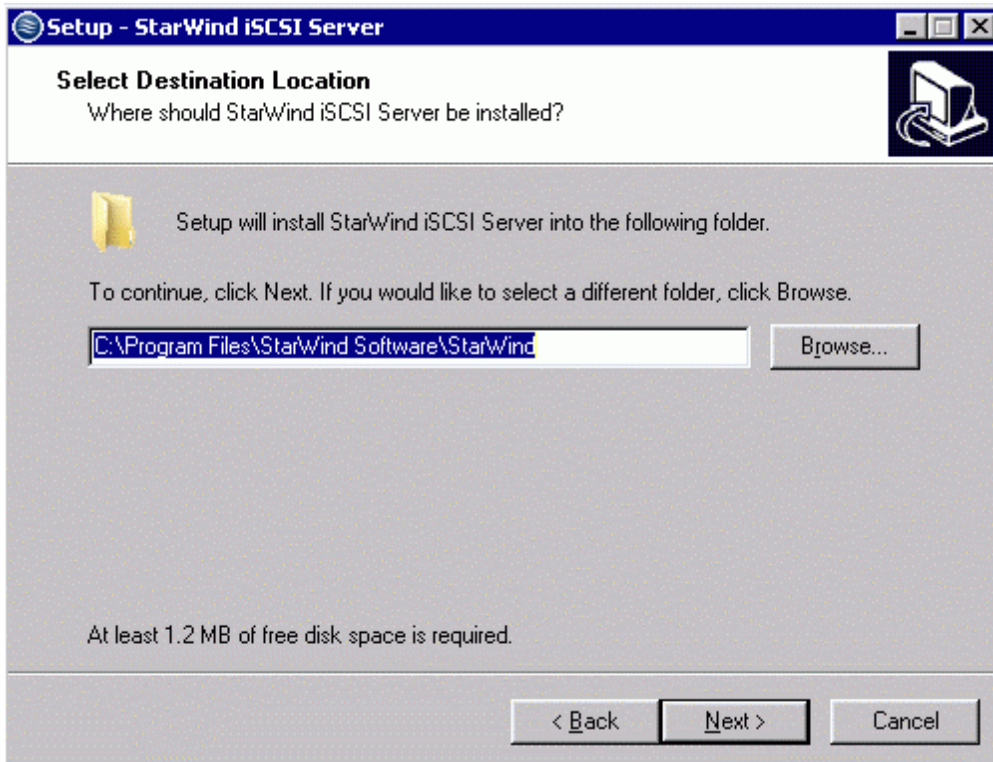 Setup - StarWind iSCSI Server
Select Destination Location
Where should StarWind iSCSI Server be installed?
Setup will install StarWind iSCSI Server into the following folder.
To continue, click Next. If you would like to select a different folder, click Browse.
C:\Program Files\StarWind Software\StarWind
Browse...
At least 1.2 MB of free disk space is required.
< Back Next > Cancel